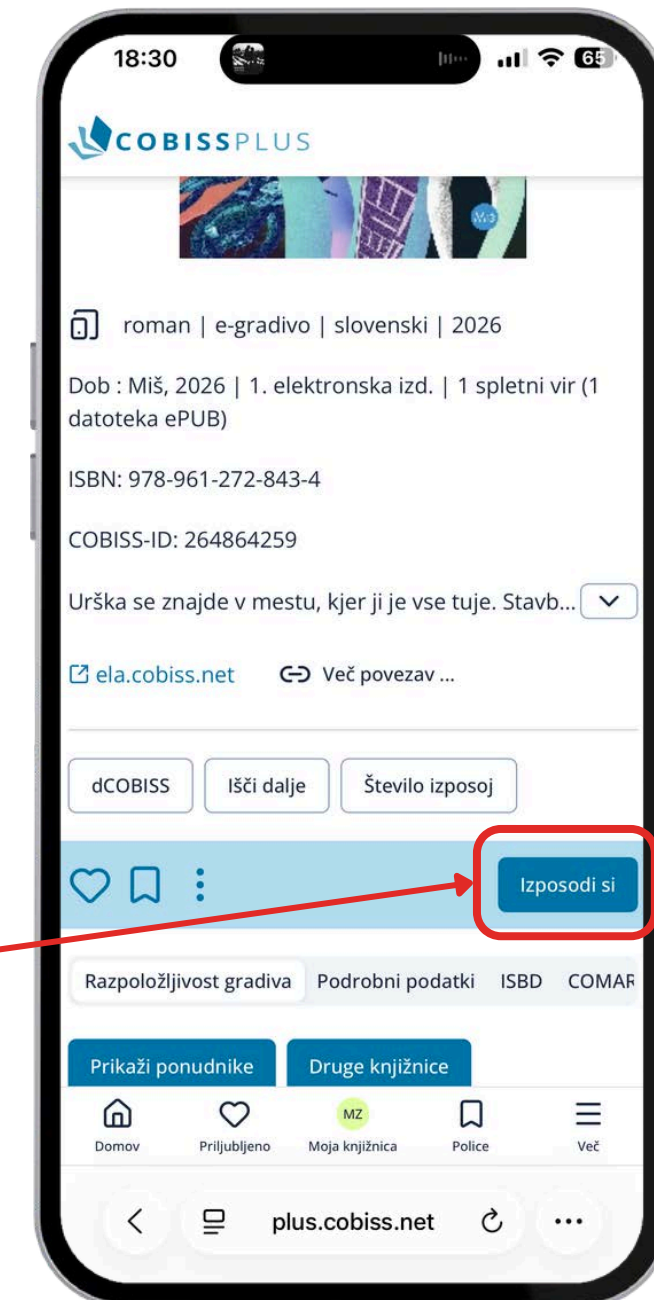 18:30
65
COBISSPLUS
roman | e-gradivo | slovenski | 2026
Dob : Miš, 2026 | 1. elektronska izd. | 1 spletni vir (1
datoteka ePUB)
ISBN: 978-961-272-843-4
COBISS-ID: 264864259
Urška se znajde v mestu, kjer ji je vse tuje. Stavb...
ela.cobiss.net Več povezav ...
dCOBISS Išči dalje Število izposoj
Izposodi si
Razpoložljivost gradiva Podrobni podatki ISBD COMAR
Prikaži ponudnike Druge knjižnice
MZ
Domov Priljubljeno Moja knjižnica Police Več
plus.cobiss.net